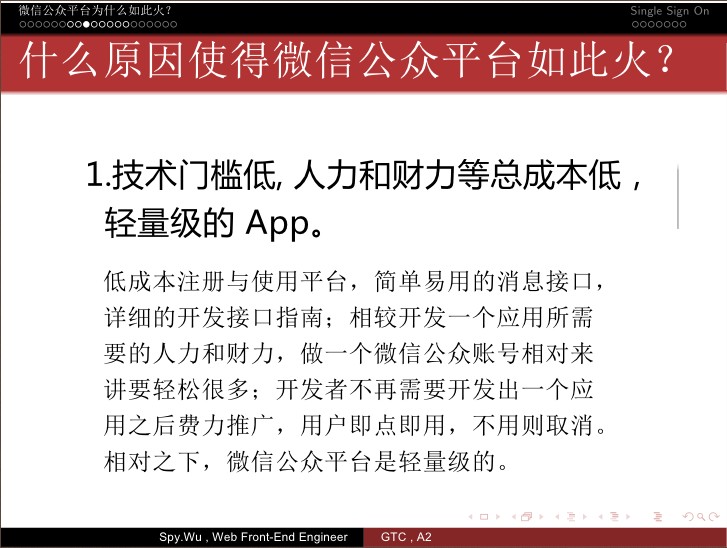 微信公众平台为什么如此火？
Single Sign On
什么原因使得微信公众平台如此火？
1.技术门槛低, 人力和财力等总成本低，
轻量级的 App。
低成本注册与使用平台，简单易用的消息接口，
详细的开发接口指南；相较开发一个应用所需
要的人力和财力，做一个微信公众账号相对来
讲要轻松很多；开发者不再需要开发出一个应
用之后费力推广，用户即点即用，不用则取消。
相对之下，微信公众平台是轻量级的。
Spy.Wu , Web Front-End Engineer
GTC , A2